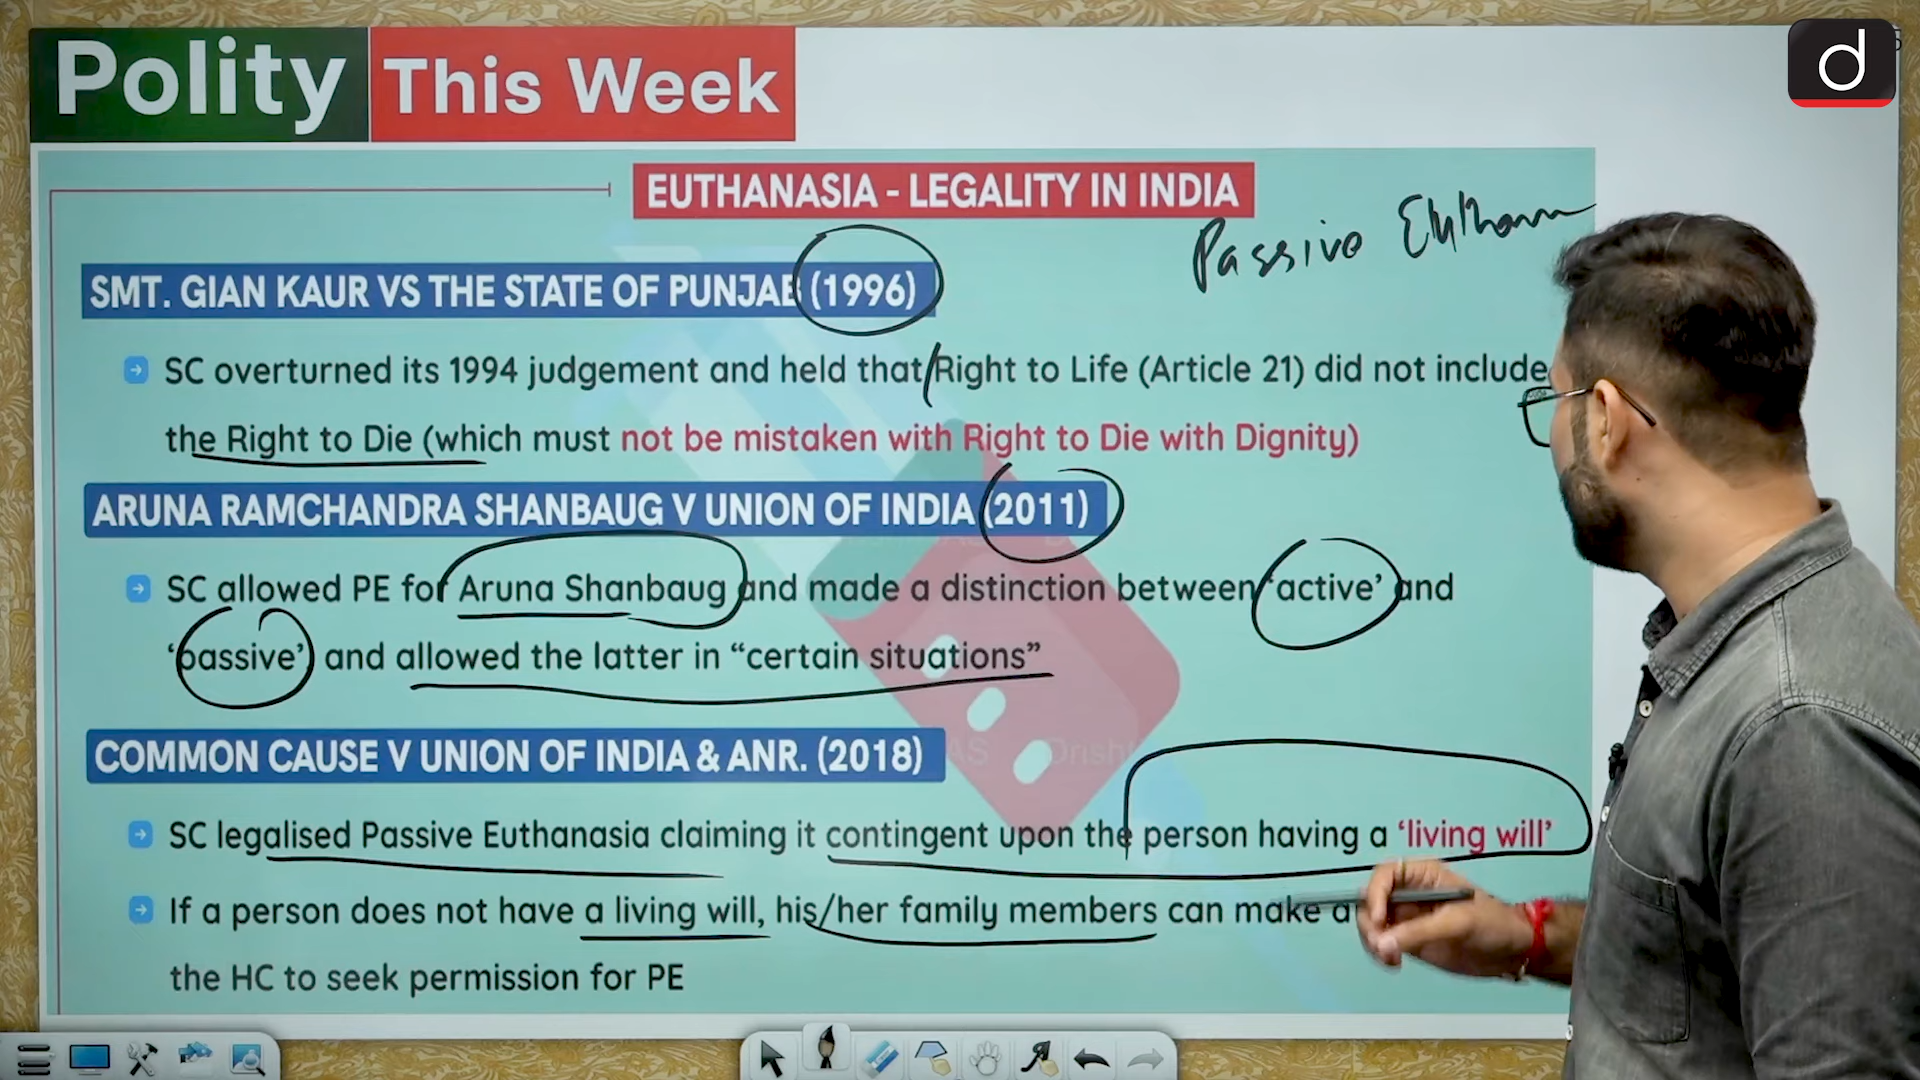 Polity This Week
d
EUTHANASIA - LEGALITY IN INDIA
Passive
SMT. GIAN KAUR VS THE STATE OF PUNJAB (1996)
SC overturned its 1994 judgement and held that Right to Life (Article 21) did not include
the Right to Die (which must not be mistaken with Right to Die with Dignity)
ARUNA RAMCHANDRA SHANBAUG V UNION OF INDIA (2011)
SC allowed PE for Aruna Shanbaug and made a distinction between 'active' and
'passive' and allowed the latter in “certain situations”
COMMON CAUSE V UNION OF INDIA & ANR. (2018)
SC legalised Passive Euthanasia claiming it contingent upon the person having a ‘living will’
If a person does not have a living will, his/her family members can make
the HC to seek permission for PE